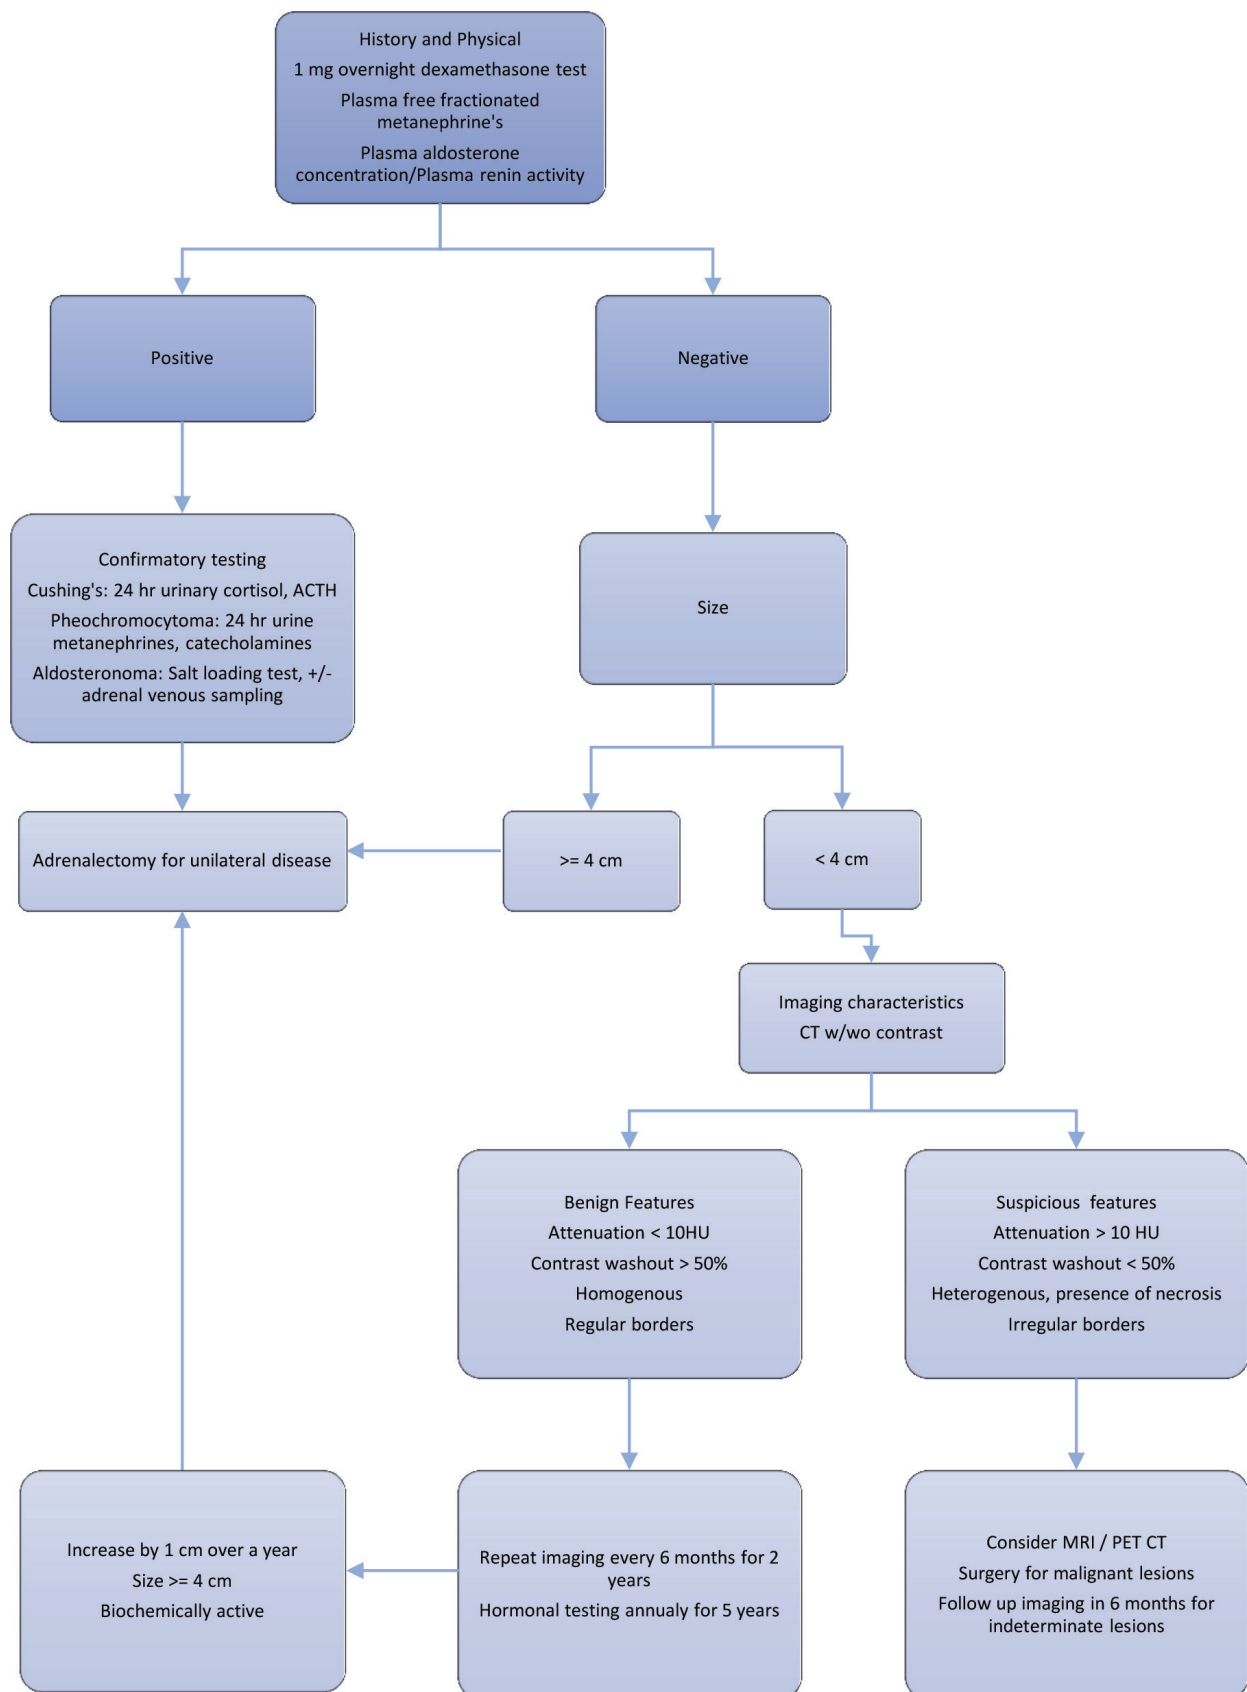 History and Physical
1 mg overnight dexamethasone test
Plasma free fractionated
metanephrine's
Plasma aldosterone
concentration/Plasma renin activity
Positive
Negative
Confirmatory testing
Cushing's: 24 hr urinary cortisol, ACTH
Pheochromocytoma: 24 hr urine
metanephrines, catecholamines
Aldosteronoma: Salt loading test, +/-
adrenal venous sampling
Size
Adrenalectomy for unilateral disease
>= 4 cm
< 4 cm
Imaging characteristics
CT w/wo contrast
Benign Features
Attenuation < 10HU
Contrast washout > 50%
Homogenous
Regular borders
Suspicious features
Attenuation > 10 HU
Contrast washout < 50%
Heterogenous, presence of necrosis
Irregular borders
Increase by 1 cm over a year
Size >= 4 cm
Biochemically active
Repeat imaging every 6 months for 2
years
Hormonal testing annualy for 5 years
Consider MRI / PET CT
Surgery for malignant lesions
Follow up imaging in 6 months for
indeterminate lesions